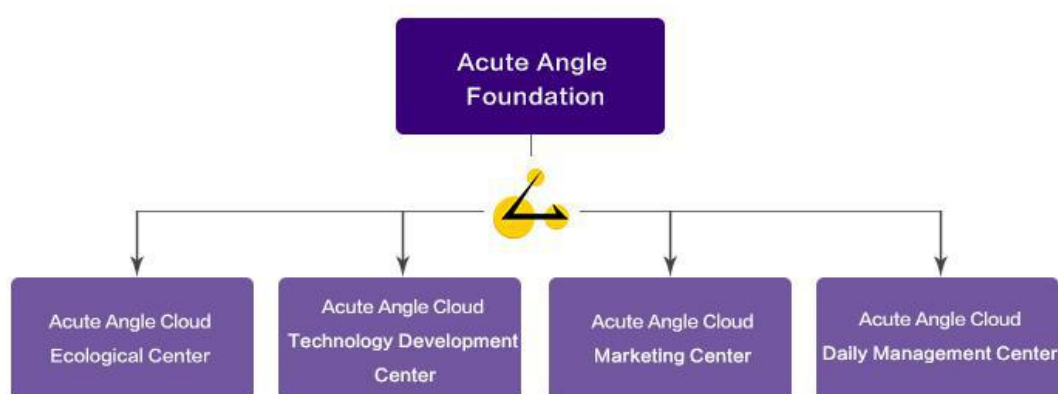 Acute Angle
Foundation
Acute Angle Cloud
Ecological Center
Acute Angle Cloud
Technology Development
Center
Acute Angle Cloud
Marketing Center
Acute Angle Cloud
Daily Management Center